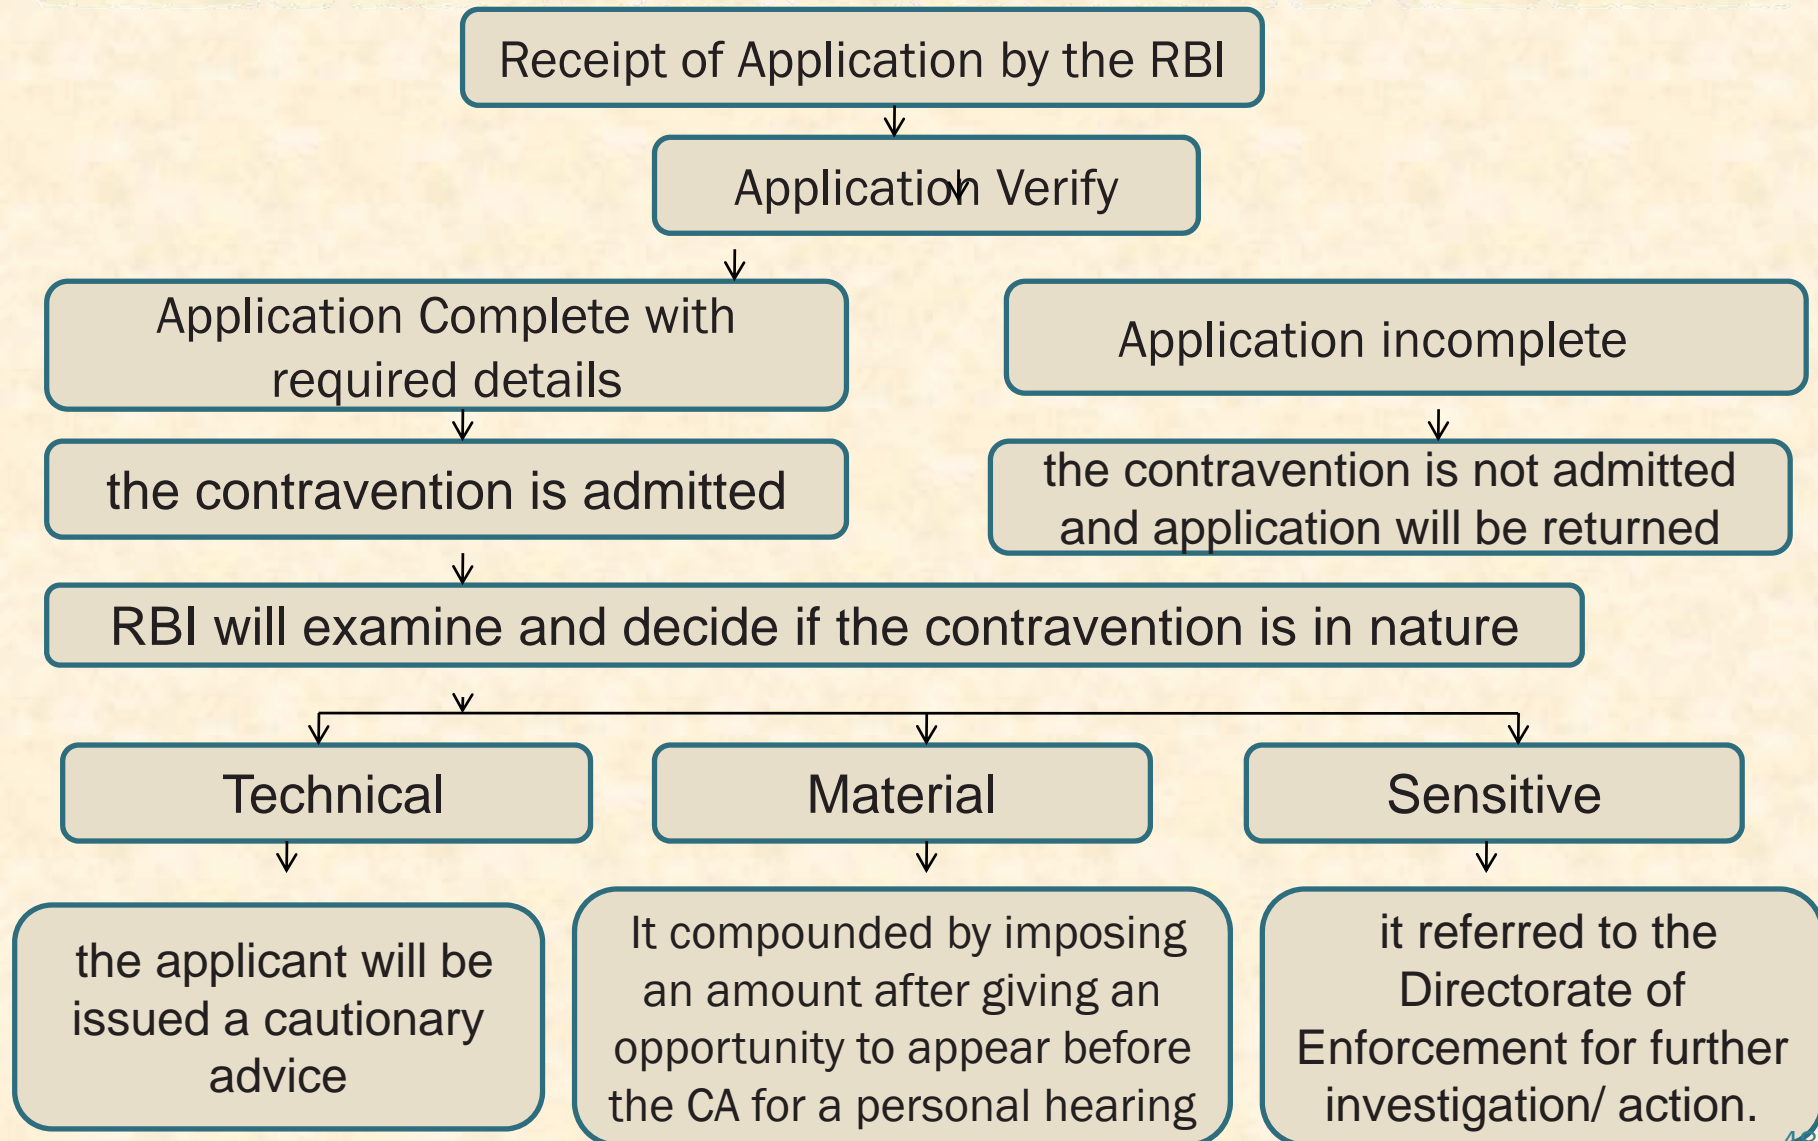 Receipt of Application by the RBI
Application Verify
Application Complete with
required details
Application incomplete
the contravention is admitted
the contravention is not admitted
and application will be returned
RBI will examine and decide if the contravention is in nature
Technical
Material
Sensitive
the applicant will be
issued a cautionary
advice
It compounded by imposing
an amount after giving an
opportunity to appear before
the CA for a personal hearing
it referred to the
Directorate of
Enforcement for further
investigation/ action.